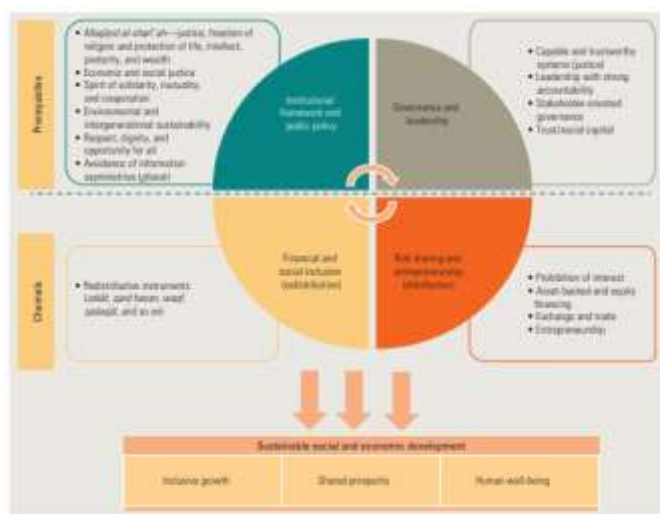 Prerequisites
• Maqāṣid al-sharī'ah—justice, freedom of
religion and protection of life, intellect,
posterity, and wealth
• Economic and social justice
• Spirit of solidarity, mutuality,
and cooperation
• Environmental and
intergenerational sustainability
• Respect, dignity, and
opportunity for all
• Avoidance of information
asymmetries (gharar)
Institutional
framework and
public policy
Governance and
leadership
• Capable and trustworthy
systems (justice)
• Leadership with strong
accountability
• Stakeholder-oriented
governance
• Trust/social capital
Channels
• Redistributive instruments
zakāt, qard hasan, waqf,
sadaqāt, and so on
Financial and
social inclusion
(redistribution)
Risk sharing and
entrepreneurship
(distribution)
• Prohibition of interest
• Asset-backed and equity
financing
• Exchange and trade
• Entrepreneurship
Sustainable social and economic development
Inclusive growth
Shared prosperity
Human well-being